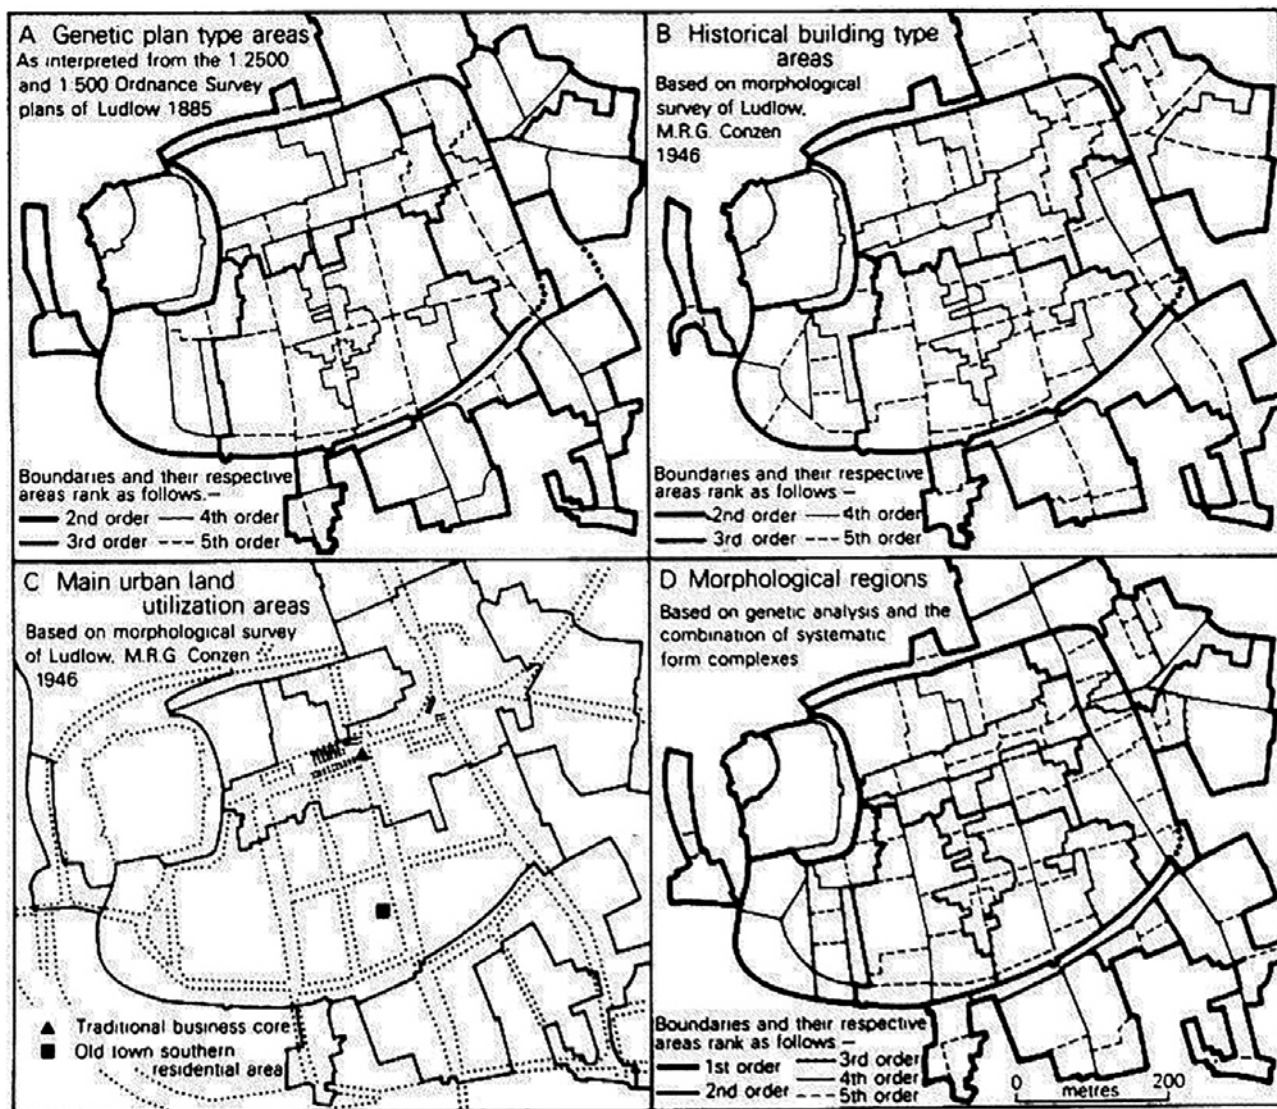 A Genetic plan type areas
As interpreted from the 1.2500
and 1 500 Ordnance Survey
plans of Ludlow 1885
Boundaries and their respective
areas rank as follows.—
2nd order
4th order
3rd order
5th order
B Historical building type
areas
Based on morphological
survey of Ludlow.
M.R.G. Conzen
1946
Boundaries and their respective
areas rank as follows —
2nd order
4th order
3rd order
5th order
C Main urban land
utilization areas
Based on morphological survey
of Ludlow. M.R.G Conzen
1946
Traditional business core
Old town southern
residential area
D Morphological regions
Based on genetic analysis and the
combination of systematic
form complexes
Boundaries and their respective
areas rank as follows —
1st order
3rd order
4th order
2nd order
5th order
0 metres 200